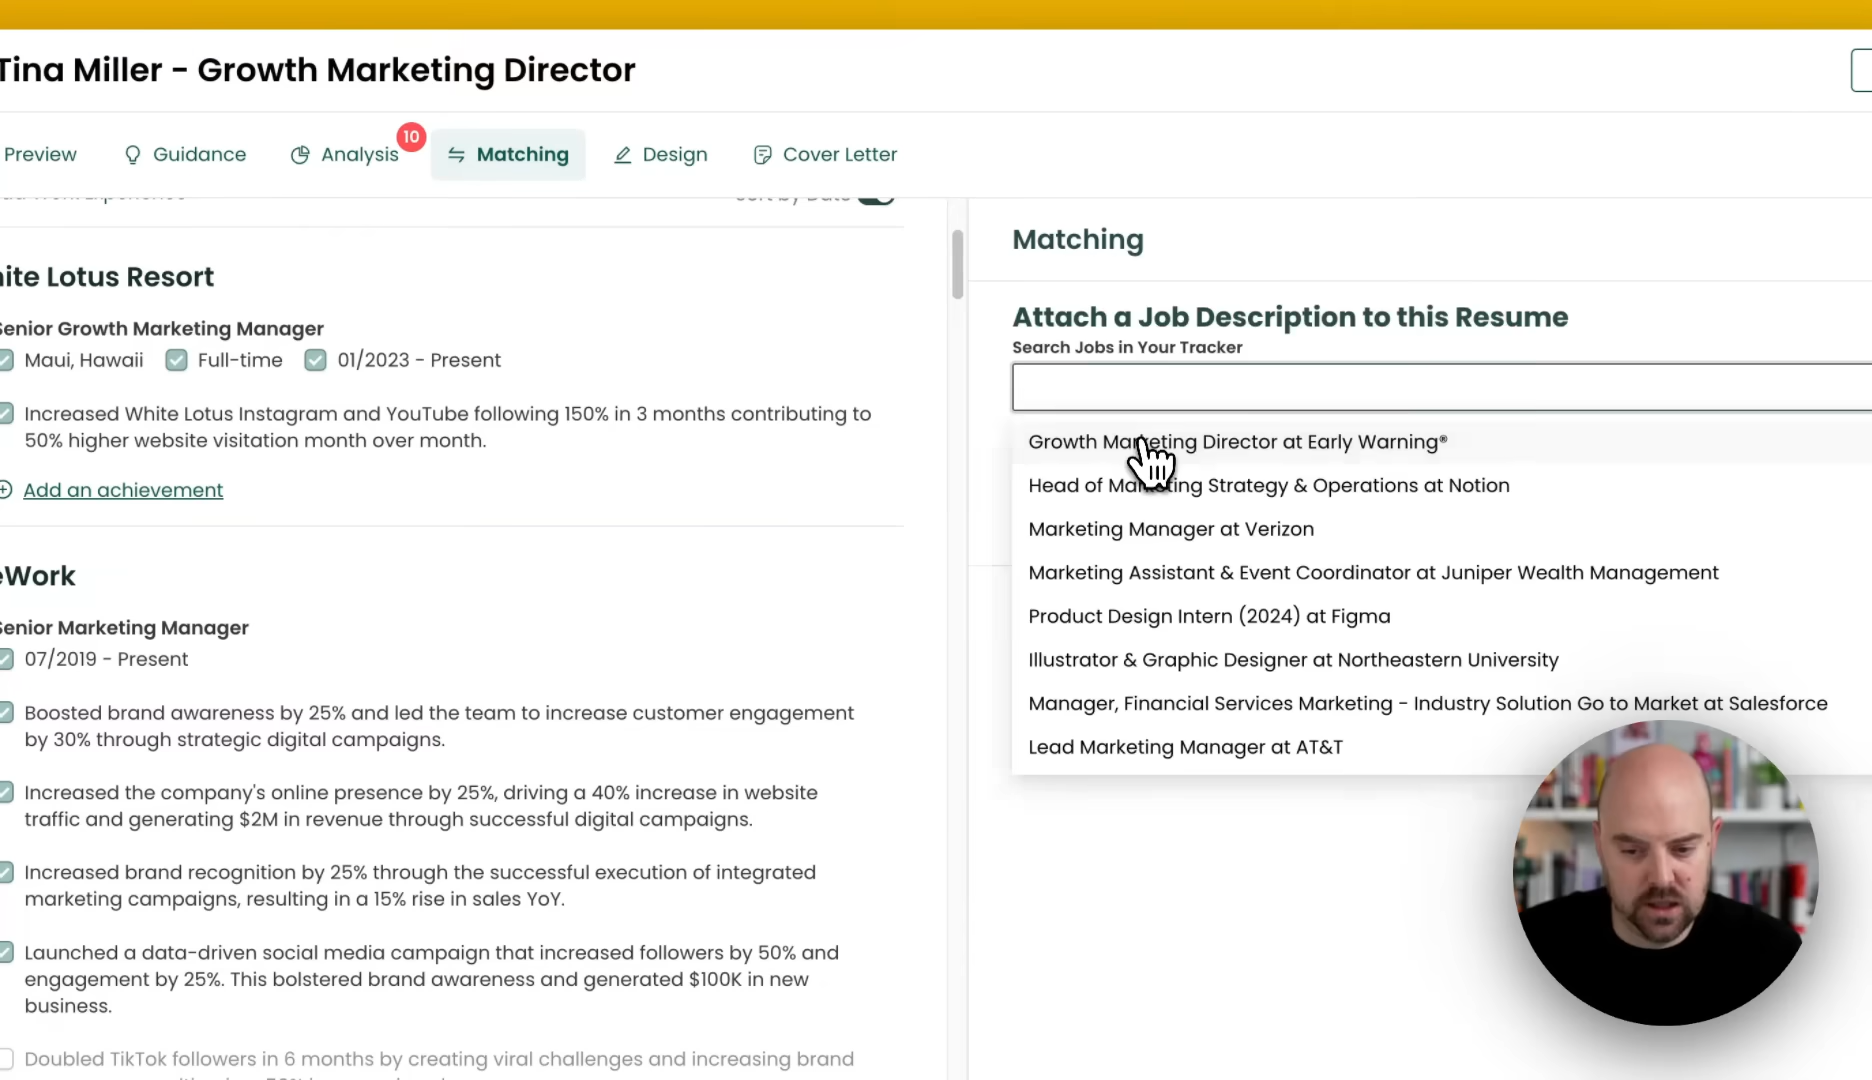 Tina Miller - Growth Marketing Director
Preview
Guidance
Analysis
10
Matching
Design
Cover Letter
Sort by Date
ite Lotus Resort
Senior Growth Marketing Manager
Maui, Hawaii
Full-time
01/2023 - Present
Increased White Lotus Instagram and YouTube following 150% in 3 months contributing to
50% higher website visitation month over month.
Add an achievement
eWork
Senior Marketing Manager
07/2019 - Present
Boosted brand awareness by 25% and led the team to increase customer engagement
by 30% through strategic digital campaigns.
Increased the company's online presence by 25%, driving a 40% increase in website
traffic and generating $2M in revenue through successful digital campaigns.
Increased brand recognition by 25% through the successful execution of integrated
marketing campaigns, resulting in a 15% rise in sales YoY.
Launched a data-driven social media campaign that increased followers by 50% and
engagement by 25%. This bolstered brand awareness and generated $100K in new
business.
Doubled TikTok followers in 6 months by creating viral challenges and increasing brand
Matching
Attach a Job Description to this Resume
Search Jobs in Your Tracker
Growth Marketing Director at Early Warning®
Head of Marketing Strategy & Operations at Notion
Marketing Manager at Verizon
Marketing Assistant & Event Coordinator at Juniper Wealth Management
Product Design Intern (2024) at Figma
Illustrator & Graphic Designer at Northeastern University
Manager, Financial Services Marketing - Industry Solution Go to Market at Salesforce
Lead Marketing Manager at AT&T